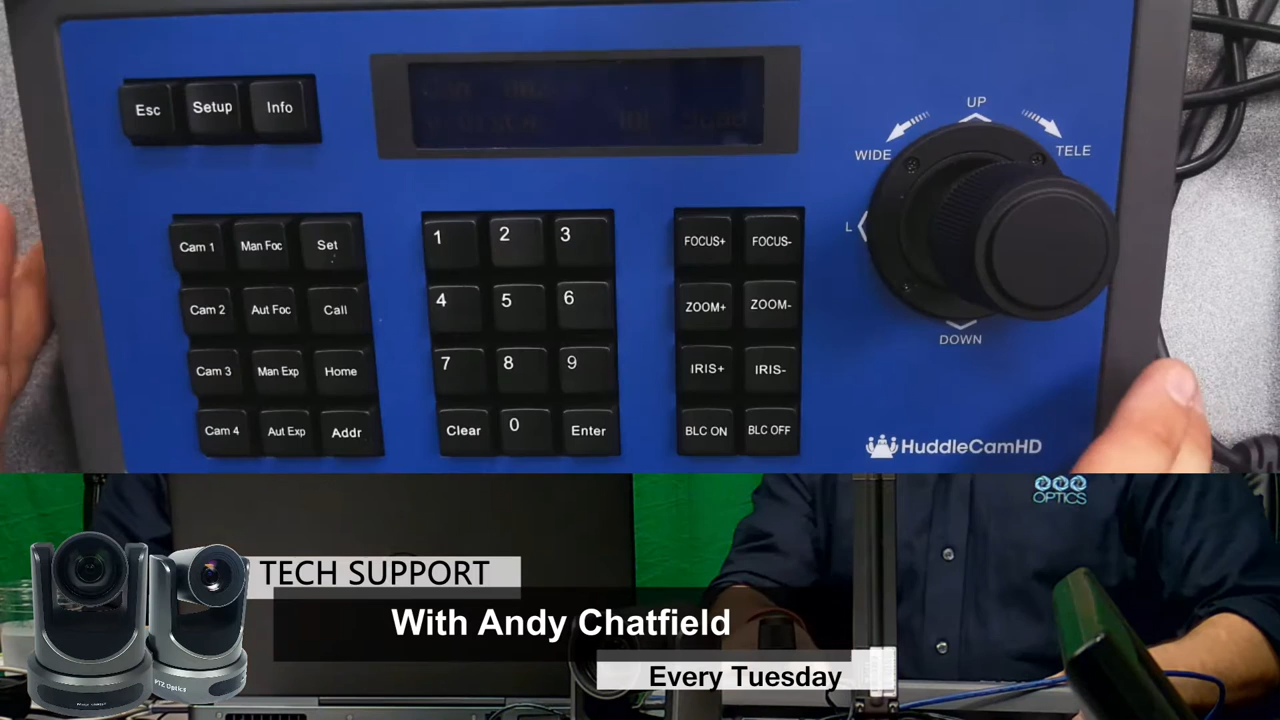 Esc Setup Info
UP
WIDE TELE
L
DOWN
Cam 1 Man Foc Set
Cam 2 Aut Foc Call
Cam 3 Man Exp Home
Cam 4 Aut Exp Addr
1 2 3
4 5 6
7 8 9
Clear 0 Enter
FOCUS+ FOCUS-
ZOOM+ ZOOM-
IRIS+ IRIS-
BLC ON BLC OFF
HuddleCamHD
OPTICS
TECH SUPPORT
With Andy Chatfield
Every Tuesday
PTZ Optics